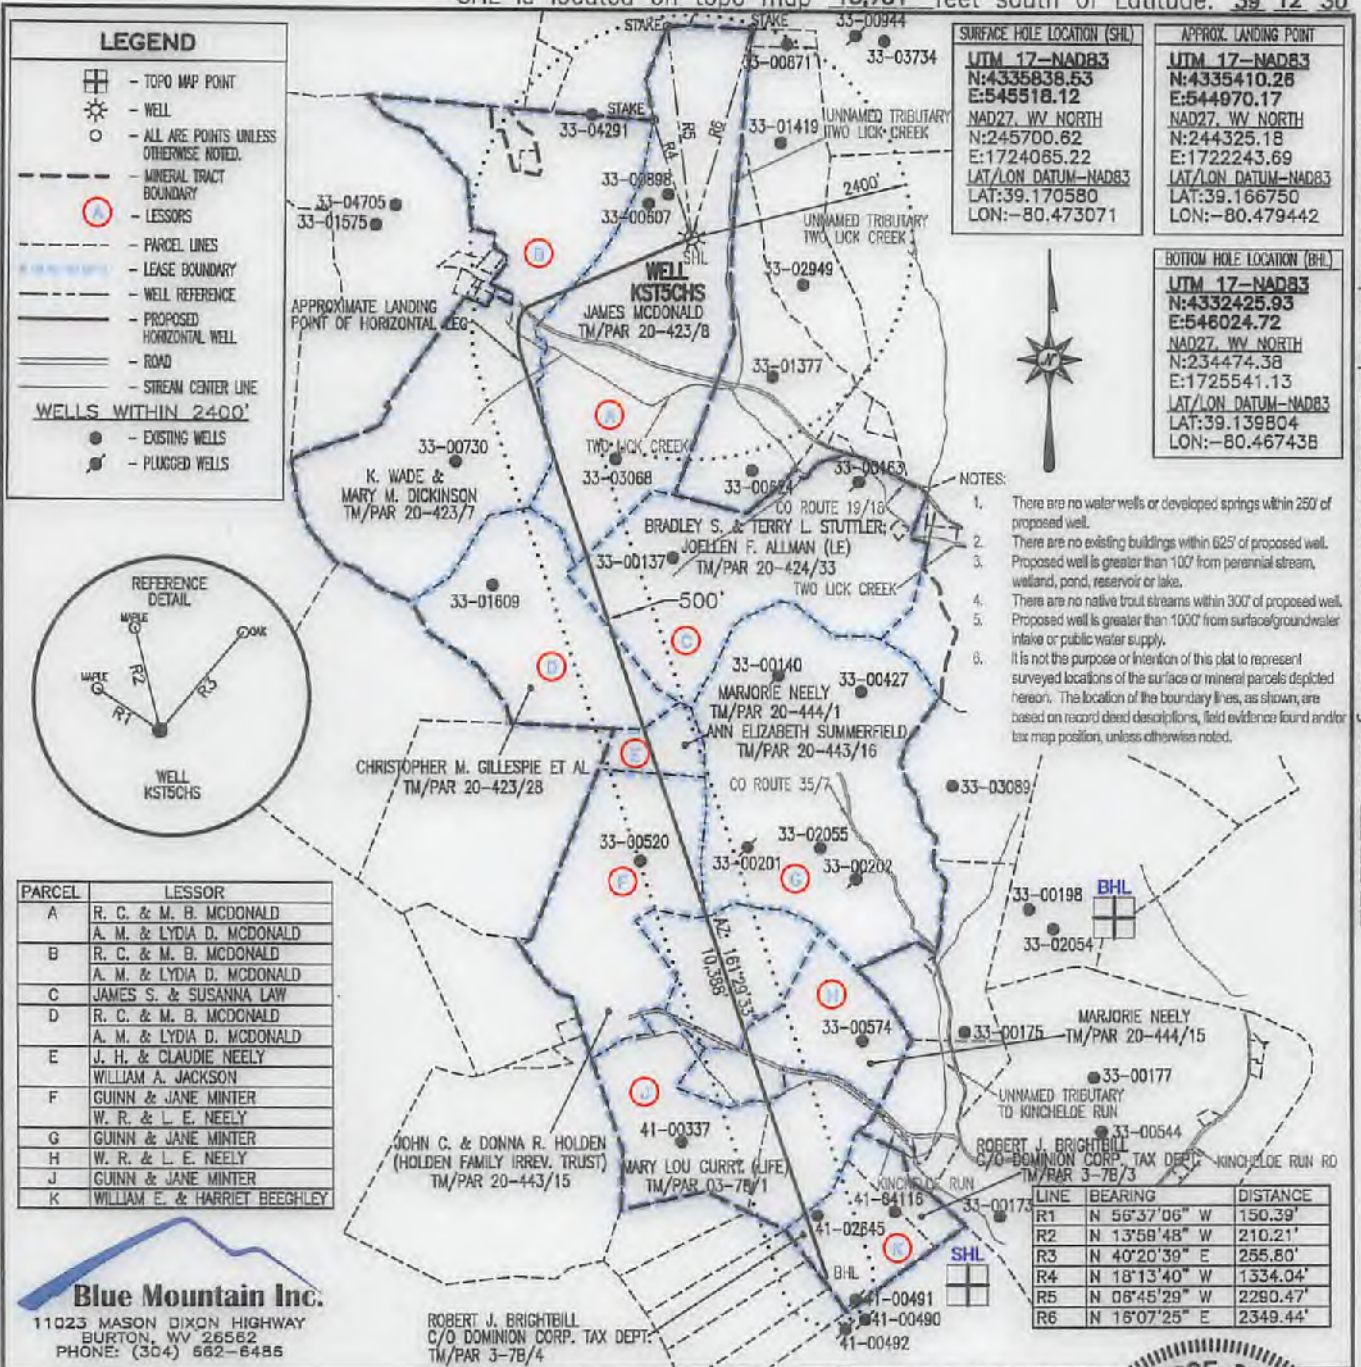 SHL is located on topo map 15,761 feet south of Latitude: 39°12'30"
LEGEND
- TOPO MAP POINT
- WELL
- ALL ARE POINTS UNLESS
OTHERWISE NOTED.
- MINERAL TRACT
BOUNDARY
A
- LESSORS
- PARCEL LINES
- LEASE BOUNDARY
- WELL REFERENCE
- PROPOSED
HORIZONTAL WELL
- ROAD
- STREAM CENTER LINE
WELLS WITHIN 2400'
- EXISTING WELLS
- PLUGGED WELLS
SURFACE HOLE LOCATION (SHL)
UTM 17-NAD83
N:4335838.53
E:545518.12
NAD27, WV NORTH
N:245700.62
E:1724065.22
LAT/LON DATUM-NAD83
LAT:39.170580
LON:-80.473071
APPROX. LANDING POINT
UTM 17-NAD83
N:4335410.26
E:544970.17
NAD27, WV NORTH
N:244325.18
E:1722243.69
LAT/LON DATUM-NAD83
LAT:39.166750
LON:-80.479442
BOTTOM HOLE LOCATION (BHL)
UTM 17-NAD83
N:4332425.93
E:546024.72
NAD27, WV NORTH
N:234474.38
E:1725541.13
LAT/LON DATUM-NAD83
LAT:39.139804
LON:-80.467438
N
STAKE
STAKE
33-00944
33-00871
33-03734
STAKE
33-04291
33-01419
UNNAMED TRIBUTARY
TWO LICK CREEK
R5
R6
R4
33-00898
33-00607
2400'
33-04705
33-01575
UNNAMED TRIBUTARY
TWO LICK CREEK
B
SHL
WELL
KST5CHS
JAMES MCDONALD
TM/PAR 20-423/8
33-02949
APPROXIMATE LANDING
POINT OF HORIZONTAL LEG
33-01377
A
TWO LICK CREEK
33-00730
33-03068
33-00624
33-00163
K. WADE &
MARY M. DICKINSON
TM/PAR 20-423/7
CO ROUTE 19/18
BRADLEY S. & TERRY L. STUTTLER;
JOELLEN F. ALLMAN (LE)
TM/PAR 20-424/33
33-00137
TWO LICK CREEK
33-01609
500'
C
D
NOTES:
1. There are no water wells or developed springs within 250' of
proposed well.
2. There are no existing buildings within 625' of proposed well.
3. Proposed well is greater than 100' from perennial stream,
wetland, pond, reservoir or lake.
4. There are no native trout streams within 300' of proposed well.
5. Proposed well is greater than 1000' from surface/groundwater
intake or public water supply.
6. It is not the purpose or intention of this plat to represent
surveyed locations of the surface or mineral parcels depicted
hereon. The location of the boundary lines, as shown, are
based on record deed descriptions, field evidence found and/or
tax map position, unless otherwise noted.
REFERENCE
DETAIL
MAPLE
OAK
MAPLE
R2
R3
R1
WELL
KST5CHS
33-00140
33-00427
MARJORIE NEELY
TM/PAR 20-444/1
ANN ELIZABETH SUMMERFIELD
TM/PAR 20-443/16
E
CHRISTOPHER M. GILLESPIE ET AL
TM/PAR 20-423/28
CO ROUTE 35/7
33-03089
33-00520
33-02055
33-00201
33-00202
F
G
33-00198
33-02054
BHL
AZ- 161°29'33"
10,388'
H
33-00574
33-00175
MARJORIE NEELY
TM/PAR 20-444/15
33-00177
UNNAMED TRIBUTARY
TO KINCHELOE RUN
33-00544
J
41-00337
JOHN C. & DONNA R. HOLDEN
(HOLDEN FAMILY IRREV. TRUST)
TM/PAR 20-443/15
MARY LOU CURRY (LIFE)
TM/PAR 03-7B/1
ROBERT J. BRIGHTBILL
C/O DOMINION CORP. TAX DEPT
TM/PAR 3-7B/3
KINCHELOE RUN RD
KINCHELOE RUN
41-64116
33-00173
41-02645
K
SHL
BHL
41-00491
41-00490
41-00492
ROBERT J. BRIGHTBILL
C/O DOMINION CORP. TAX DEPT.
TM/PAR 3-7B/4
PARCEL LESSOR
A R. C. & M. B. MCDONALD
A. M. & LYDIA D. MCDONALD
B R. C. & M. B. MCDONALD
A. M. & LYDIA D. MCDONALD
C JAMES S. & SUSANNA LAW
D R. C. & M. B. MCDONALD
A. M. & LYDIA D. MCDONALD
E J. H. & CLAUDIE NEELY
WILLIAM A. JACKSON
F GUINN & JANE MINTER
W. R. & L. E. NEELY
G GUINN & JANE MINTER
H W. R. & L. E. NEELY
J GUINN & JANE MINTER
K WILLIAM E. & HARRIET BEEGHLEY
Blue Mountain Inc.
11023 MASON DIXON HIGHWAY
BURTON, WV 26562
PHONE: (304) 662-6486
LINE BEARING DISTANCE
R1 N 56°37'06" W 150.39'
R2 N 13°59'48" W 210.21'
R3 N 40°20'39" E 255.80'
R4 N 18°13'40" W 1334.04'
R5 N 06°45'29" W 2290.47'
R6 N 16°07'25" E 2349.44'